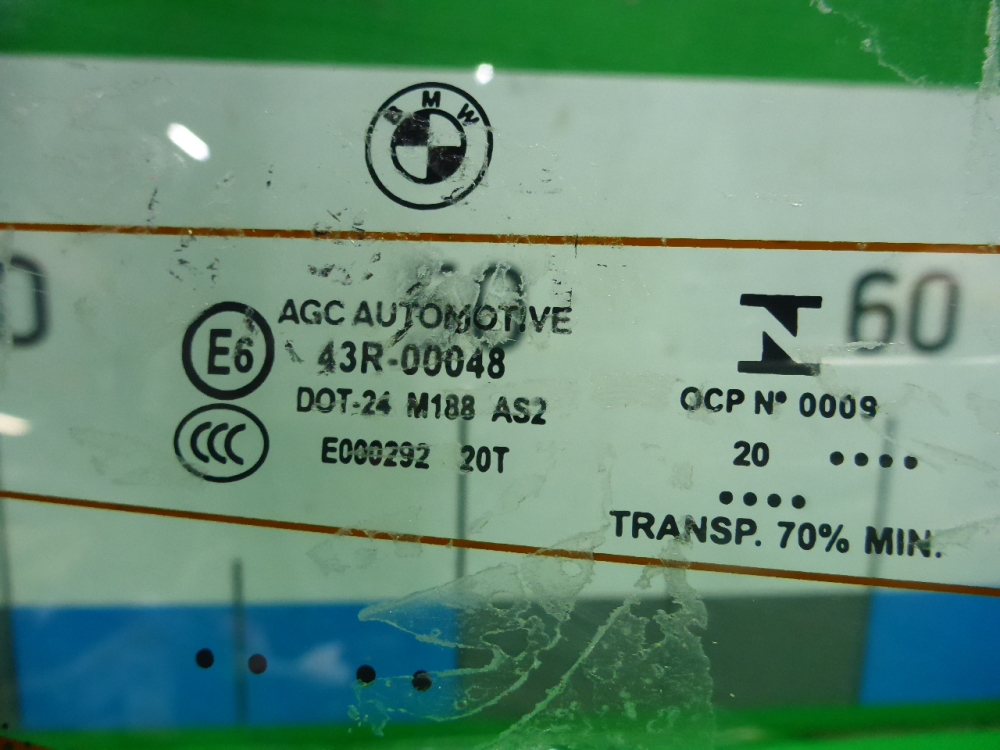 BMW
60
AGC AUTOMOTIVE
E6
43R-00048
DOT-24 M188 AS2
CCC
E000292 20T
N
OCP Nº 0009
20 ••••
••••
TRANSP. 70% MIN.